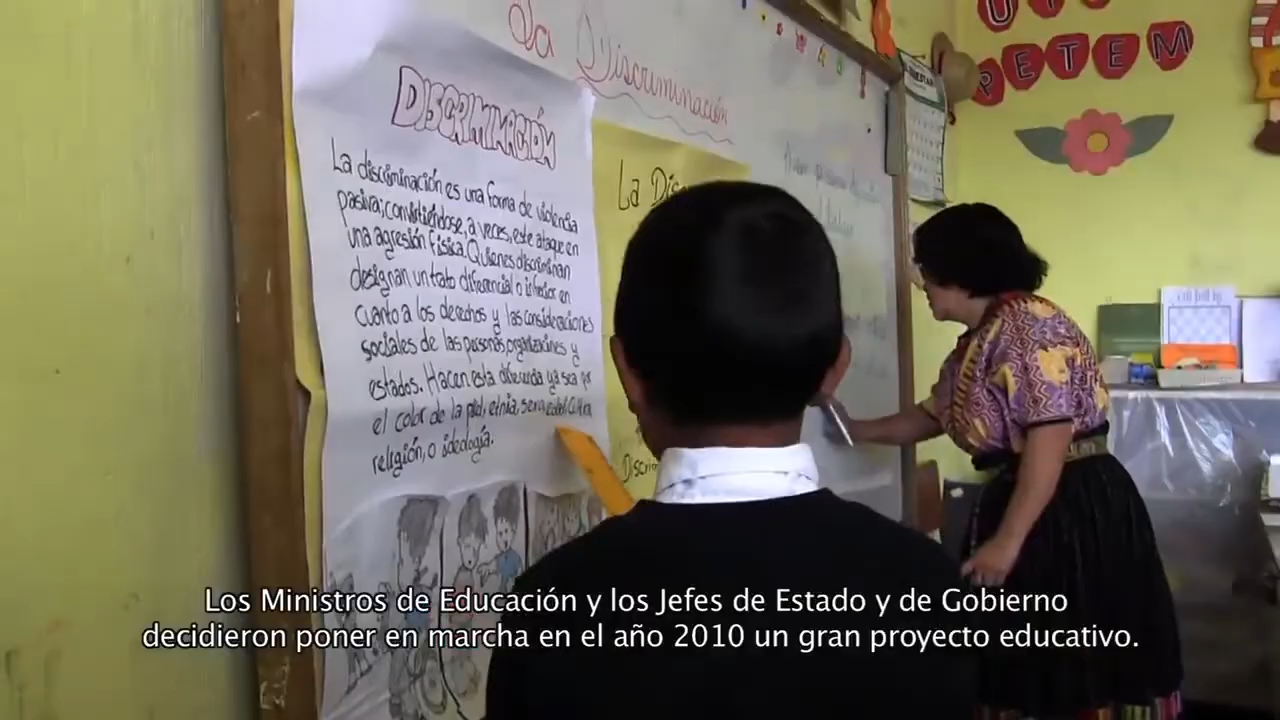 La Discriminación
DISCRIMINACIÓN
La discriminación es una forma de violencia
pasiva; convirtiéndose, a veces, este ataque en
una agresión física. Quienes discriminan
designan un trato diferencial o inferior en
cuanto a los derechos y las consideraciones
sociales de las personas, organizaciones y
estados. Hacen esta diferencia ya sea por
el color de la piel, etnia, sexo, edad, cultura,
religión, o ideología.
La Dis
Discrim
RETEM
Los Ministros de Educación y los Jefes de Estado y de Gobierno
decidieron poner en marcha en el año 2010 un gran proyecto educativo.